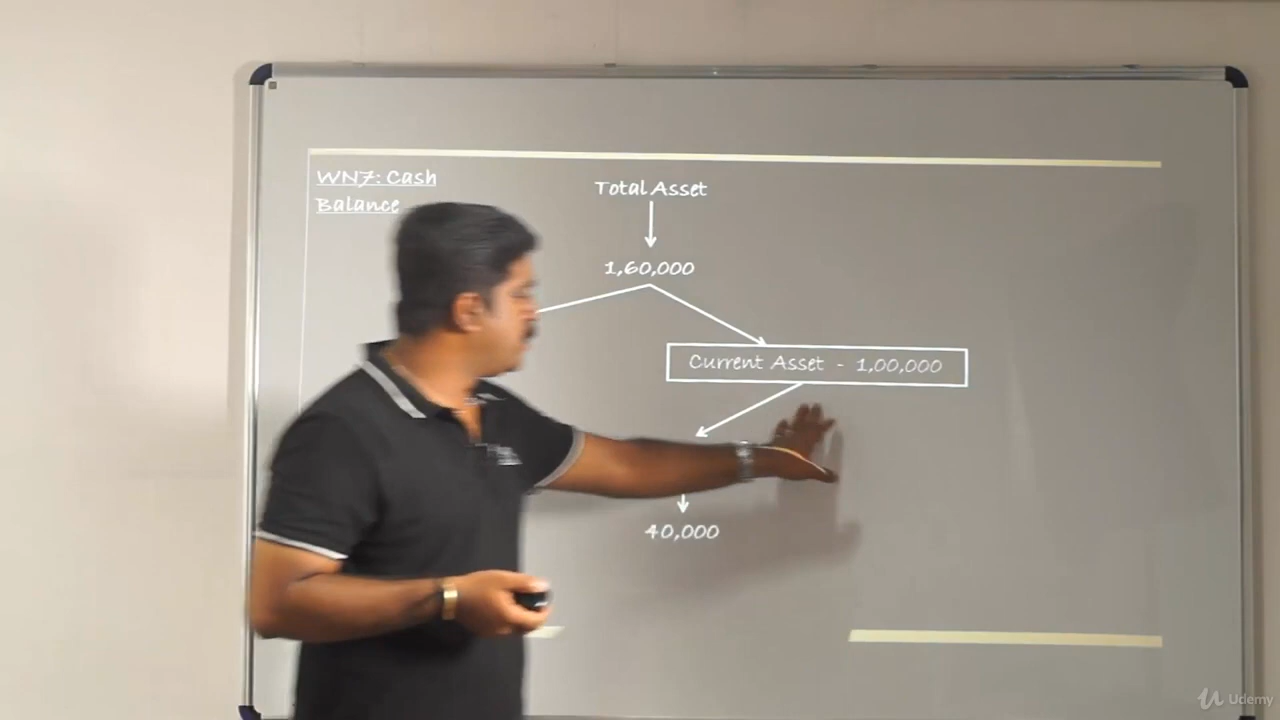 WN7: Cash
Balance
Total Asset
1,60,000
Current Asset - 1,00,000
40,000
Udemy